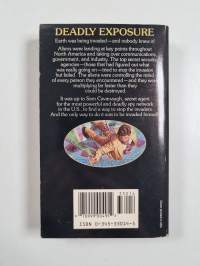 DEADLY EXPOSURE
Earth was being invaded—and nobody knew it!
Aliens were landing at key points throughout
North America and taking over communications,
government, and industry. The top secret security
agencies—those that had figured out what
was really going on—tried to stop the invasion
but failed. The aliens were controlling the mind of
every person they encountered—and they were
multiplying far faster than they
could be destroyed.
It was up to Sam Cavanaugh, secret agent
for the most powerful and deadly spy network
in the U.S., to find a way to stop the invaders.
And the only way to do it was to be invaded himself.
ISBN 0-345-33014-6